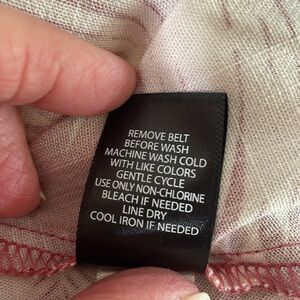 REMOVE BELT
BEFORE WASH
MACHINE WASH COLD
WITH LIKE COLORS
GENTLE CYCLE
USE ONLY NON-CHLORINE
BLEACH IF NEEDED
LINE DRY
COOL IRON IF NEEDED